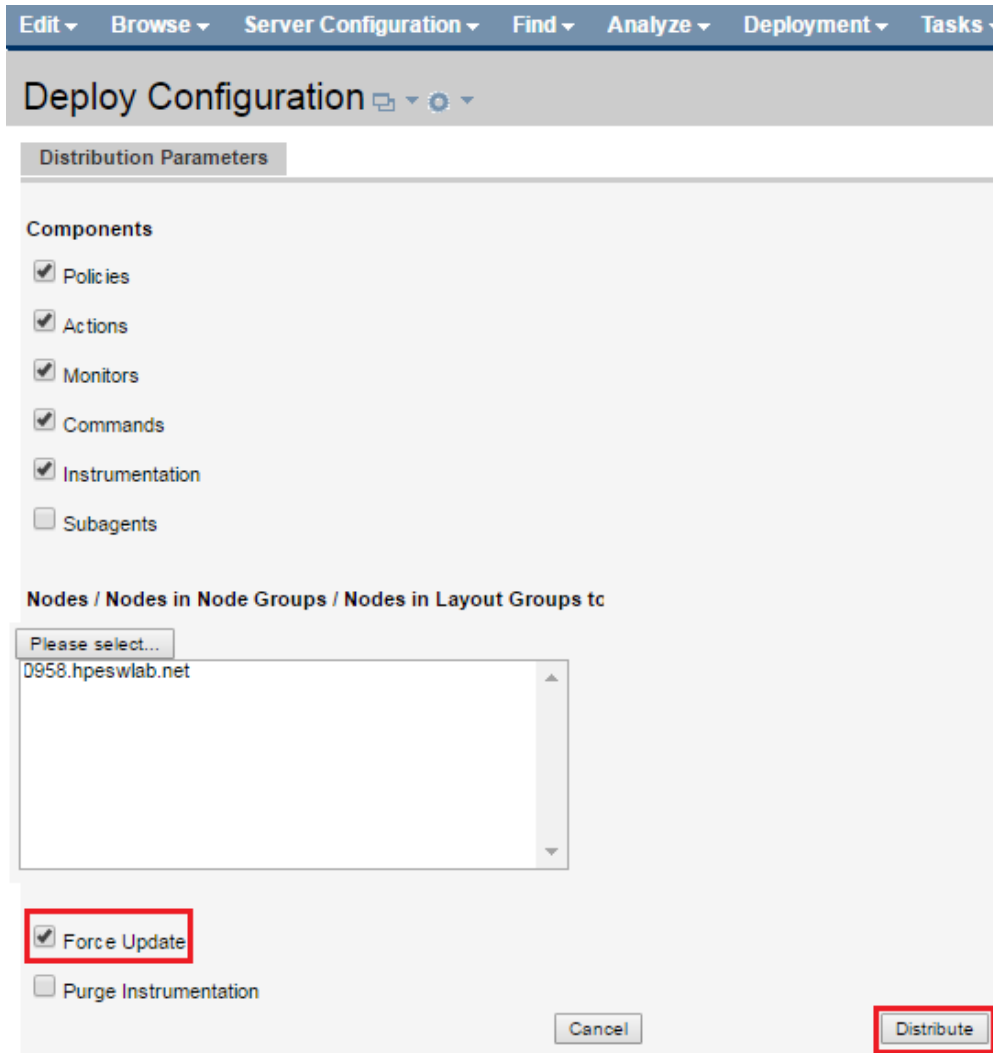 Edit Browse Server Configuration Find Analyze Deployment Tasks
Deploy Configuration
Distribution Parameters
Components
Policies
Actions
Monitors
Commands
Instrumentation
Subagents
Nodes / Nodes in Node Groups / Nodes in Layout Groups to
Please select...
0958.hpeswlab.net
Force Update
Purge Instrumentation
Cancel Distribute